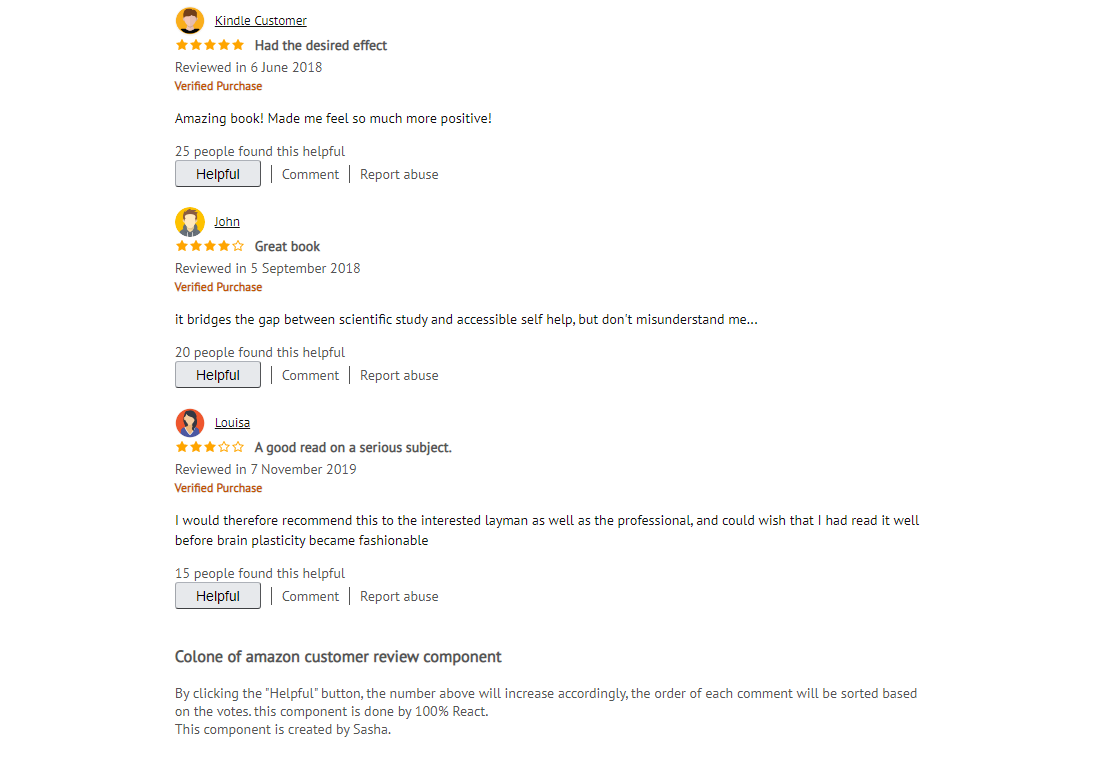 Kindle Customer
Had the desired effect
Reviewed in 6 June 2018
Verified Purchase
Amazing book! Made me feel so much more positive!
25 people found this helpful
Helpful Comment Report abuse
John
Great book
Reviewed in 5 September 2018
Verified Purchase
it bridges the gap between scientific study and accessible self help, but don't misunderstand me...
20 people found this helpful
Helpful Comment Report abuse
Louisa
A good read on a serious subject.
Reviewed in 7 November 2019
Verified Purchase
I would therefore recommend this to the interested layman as well as the professional, and could wish that I had read it well
before brain plasticity became fashionable
15 people found this helpful
Helpful Comment Report abuse
Colone of amazon customer review component
By clicking the "Helpful" button, the number above will increase accordingly, the order of each comment will be sorted based
on the votes. this component is done by 100% React.
This component is created by Sasha.